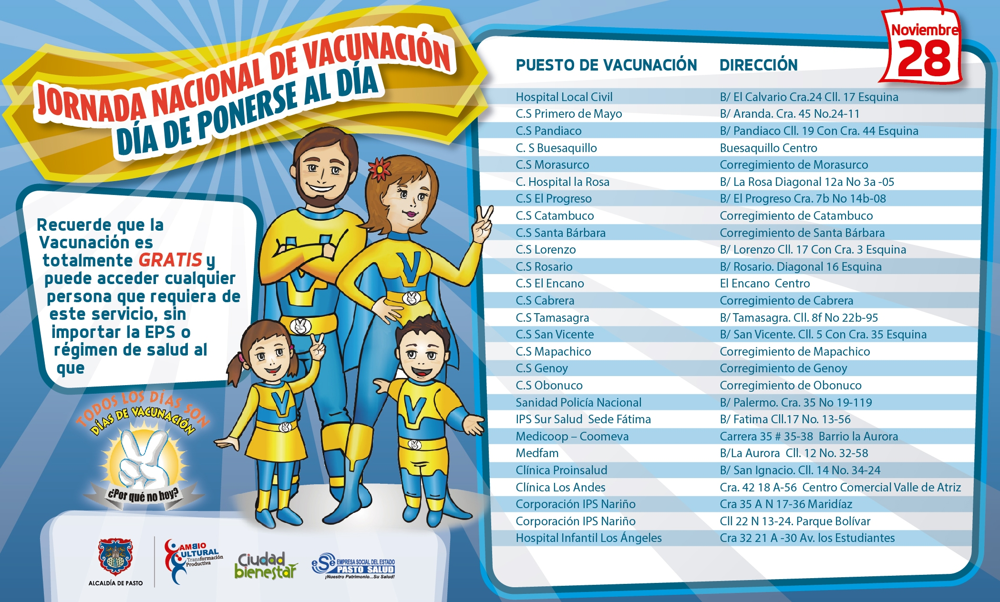 JORNADA NACIONAL DE VACUNACIÓN
DÍA DE PONERSE AL DÍA
Recuerde que la
Vacunación es
totalmente GRATIS y
puede acceder cualquier
persona que requiera de
este servicio, sin
importar la EPS o
régimen de salud al
que
TODOS LOS DÍAS SON
DÍAS DE VACUNACIÓN
¿Por qué no hoy?
ALCALDÍA DE PASTO
CAMBIO
CULTURAL
Transformación
Productiva
Ciudad
bienestar
ese EMPRESA SOCIAL DEL ESTADO
PASTO SALUD
¡Nuestro Patrimonio...Su Salud!
Noviembre
28
PUESTO DE VACUNACIÓN DIRECCIÓN
Hospital Local Civil B/ El Calvario Cra.24 Cll. 17 Esquina
C.S Primero de Mayo B/ Aranda. Cra. 45 No.24-11
C.S Pandiaco B/ Pandiaco Cll. 19 Con Cra. 44 Esquina
C. S Buesaquillo Buesaquillo Centro
C.S Morasurco Corregimiento de Morasurco
C. Hospital la Rosa B/ La Rosa Diagonal 12a No 3a -05
C.S El Progreso B/ El Progreso Cra. 7b No 14b-08
C.S Catambuco Corregimiento de Catambuco
C.S Santa Bárbara Corregimiento de Santa Bárbara
C.S Lorenzo B/ Lorenzo Cll. 17 Con Cra. 3 Esquina
C.S Rosario B/ Rosario. Diagonal 16 Esquina
C.S El Encano El Encano Centro
C.S Cabrera Corregimiento de Cabrera
C.S Tamasagra B/ Tamasagra. Cll. 8f No 22b-95
C.S San Vicente B/ San Vicente. Cll. 5 Con Cra. 35 Esquina
C.S Mapachico Corregimiento de Mapachico
C.S Genoy Corregimiento de Genoy
C.S Obonuco Corregimiento de Obonuco
Sanidad Policía Nacional B/ Palermo. Cra. 35 No 19-119
IPS Sur Salud Sede Fátima B/ Fatima Cll.17 No. 13-56
Medicoop – Coomeva Carrera 35 # 35-38 Barrio la Aurora
Medfam B/La Aurora Cll. 12 No. 32-58
Clínica Proinsalud B/ San Ignacio. Cll. 14 No. 34-24
Clínica Los Andes Cra. 42 18 A-56 Centro Comercial Valle de Atriz
Corporación IPS Nariño Cra 35 A N 17-36 Maridíaz
Corporación IPS Nariño Cll 22 N 13-24. Parque Bolívar
Hospital Infantil Los Ángeles Cra 32 21 A -30 Av. los Estudiantes